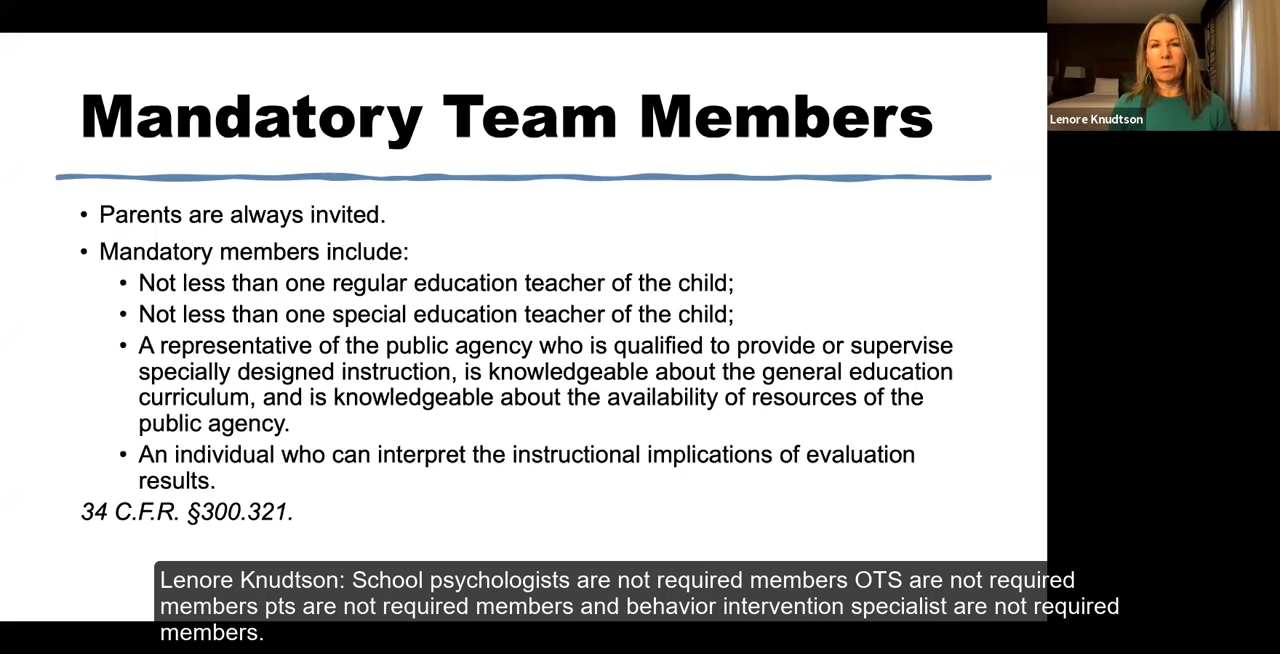 Mandatory Team Members
Lenore Knudtson
• Parents are always invited.
• Mandatory members include:
• Not less than one regular education teacher of the child;
• Not less than one special education teacher of the child;
• A representative of the public agency who is qualified to provide or supervise
specially designed instruction, is knowledgeable about the general education
curriculum, and is knowledgeable about the availability of resources of the
public agency.
• An individual who can interpret the instructional implications of evaluation
results.
34 C.F.R. §300.321.
Lenore Knudtson: School psychologists are not required members OTS are not required
members pts are not required members and behavior intervention specialist are not required
members.